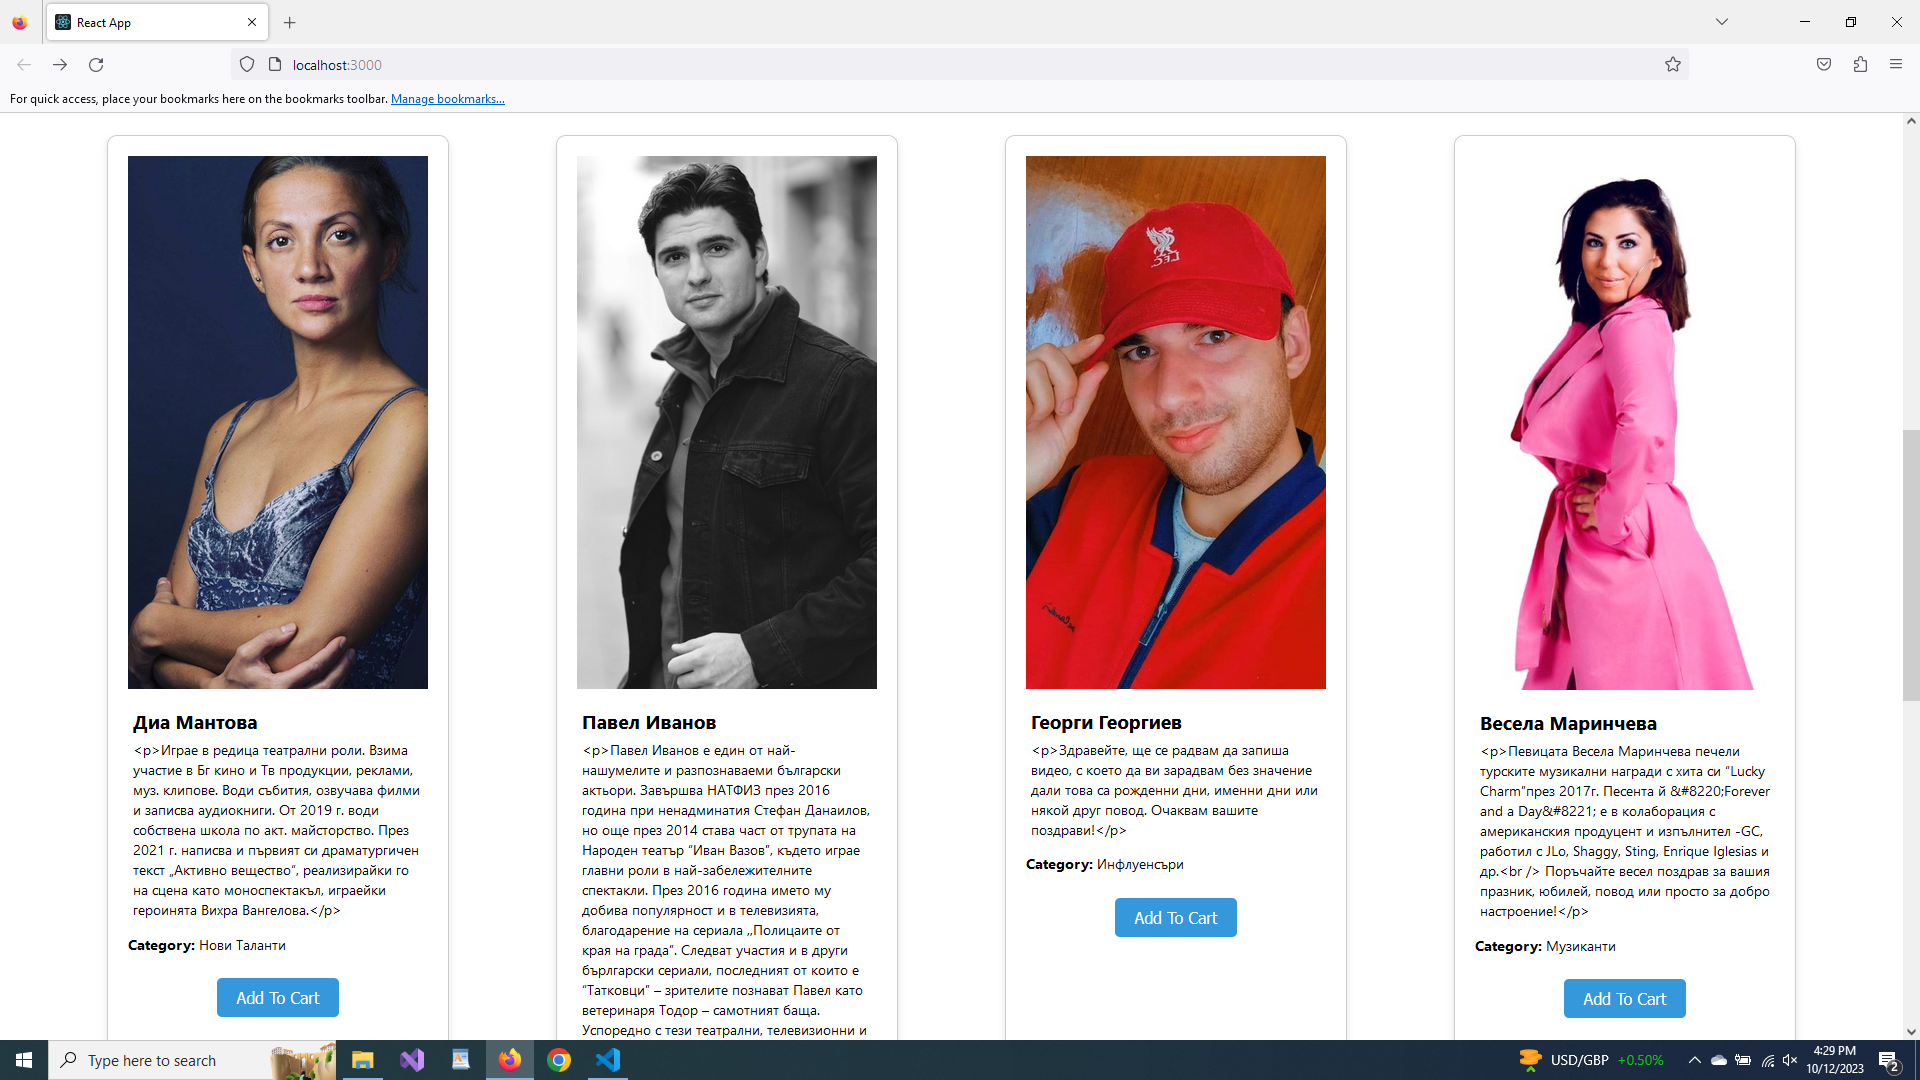 React App
localhost:3000
For quick access, place your bookmarks here on the bookmarks toolbar. Manage bookmarks...
LFC
Диа Мантова
<p>Играе в редица театрални роли. Взима
участие в Бг кино и Тв продукции, реклами,
муз. клипове. Води събития, озвучава филми
и записва аудиокниги. От 2019 г. води
собствена школа по акт. майсторство. През
2021 г. написва и първият си драматургичен
текст „Активно вещество“, реализирайки го
на сцена като моноспектакъл, играейки
героинята Вихра Вангелова.</p>
Category: Нови Таланти
Add To Cart
Павел Иванов
<p>Павел Иванов е един от най-
нашумелите и разпознаваеми български
актьори. Завършва НАТФИЗ през 2016
година при ненадминатия Стефан Данаилов,
но още през 2014 става част от трупата на
Народен театър “Иван Вазов”, където играе
главни роли в най-забележителните
спектакли. През 2016 година името му
добива популярност и в телевизията,
благодарение на сериала „Полицаите от
края на града”. Следват участия и в други
бърлгарски сериали, последният от които е
“Татковци” – зрителите познават Павел като
ветеринаря Тодор – самотният баща.
Успоредно с тези театрални, телевизионни и
Георги Георгиев
<p>Здравейте, ще се радвам да запиша
видео, с което да ви зарадвам без значение
дали това са рожденни дни, именни дни или
някой друг повод. Очаквам вашите
поздрави!</p>
Category: Инфлуенсъри
Add To Cart
Весела Маринчева
<p>Певицата Весела Маринчева печели
турските музикални награди с хита си “Lucky
Charm”през 2017г. Песента й &#8220;Forever
and a Day&#8221; е в колаборация с
американския продуцент и изпълнител -GC,
работил с JLo, Shaggy, Sting, Enrique Iglesias и
др.<br /> Поръчайте весел поздрав за вашия
празник, юбилей, повод или просто за добро
настроение!</p>
Category: Музиканти
Add To Cart
Type here to search
USD/GBP +0.50%
4:29 PM
10/12/2023
2